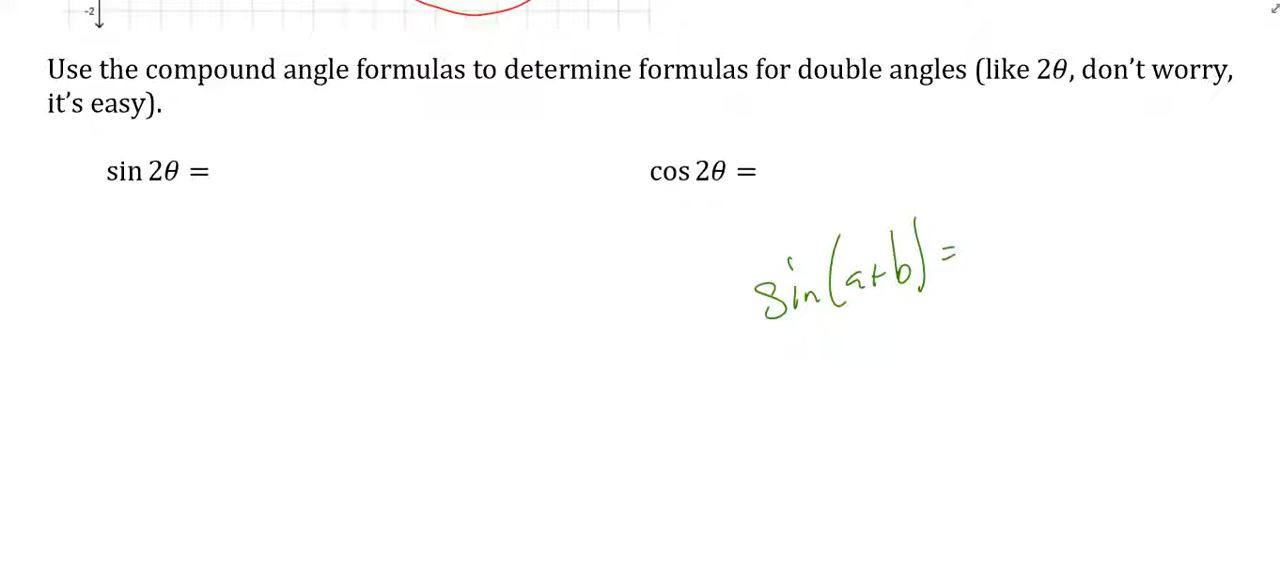 -2
Use the compound angle formulas to determine formulas for double angles (like 2θ, don’t worry,
it’s easy).
sin 2θ = cos 2θ =
sin(a+b) =